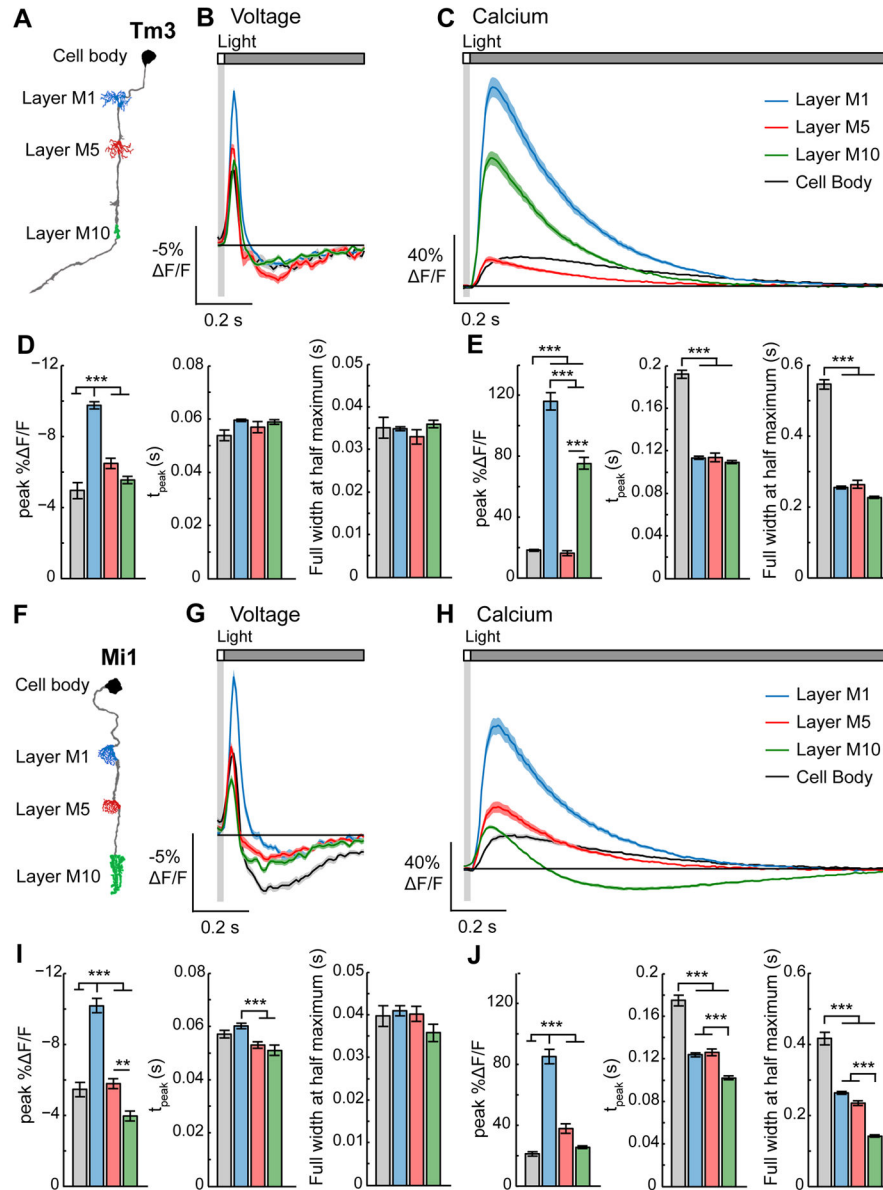 A
Tm3
Cell body
Layer M1
Layer M5
Layer M10
B Voltage
Light
-5%
ΔF/F
0.2 s
C Calcium
Light
Layer M1
Layer M5
Layer M10
Cell Body
40%
ΔF/F
0.2 s
D
peak %ΔF/F
−12
−8
−4
***
t_peak (s)
0.08
0.06
0.04
0.02
0
Full width at half maximum (s)
0.05
0.04
0.03
0.02
0.01
0
E
peak %ΔF/F
120
80
40
0
***
***
***
t_peak (s)
0.2
0.16
0.12
0.08
0.04
0
***
Full width at half maximum (s)
0.6
0.4
0.2
0
***
F
Mi1
Cell body
Layer M1
Layer M5
Layer M10
G Voltage
Light
-5%
ΔF/F
0.2 s
H Calcium
Light
Layer M1
Layer M5
Layer M10
Cell Body
40%
ΔF/F
0.2 s
I
peak %ΔF/F
−12
−8
−4
0
***
**
t_peak (s)
0.08
0.06
0.04
0.02
0
***
Full width at half maximum (s)
0.05
0.04
0.03
0.02
0.01
0
J
peak %ΔF/F
120
80
40
0
***
t_peak (s)
0.2
0.16
0.12
0.08
0.04
0
***
***
Full width at half maximum (s)
0.6
0.4
0.2
0
***
***